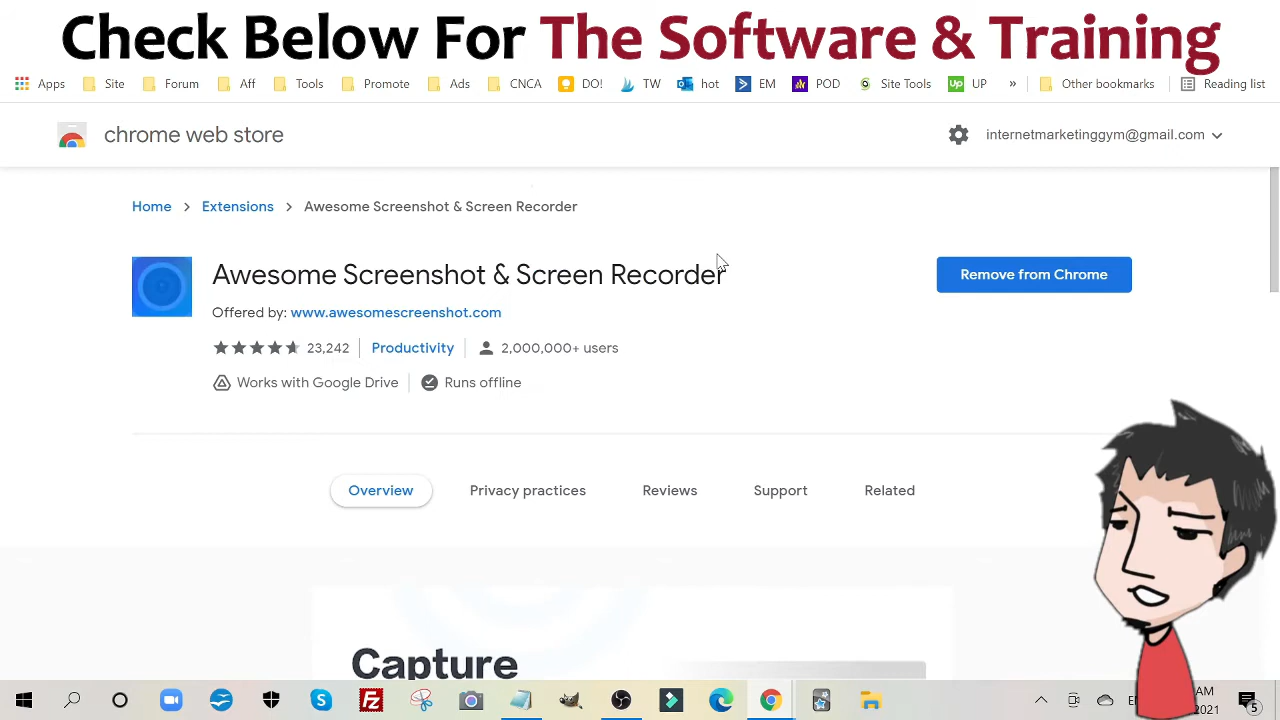 Check Below For The Software & Training
Apps Site Forum Aff Tools Promote Ads CNCA DO! TW hot EM POD Site Tools UP » Other bookmarks Reading list
chrome web store internetmarketinggym@gmail.com
Home > Extensions > Awesome Screenshot & Screen Recorder
Awesome Screenshot & Screen Recorder Remove from Chrome
Offered by: www.awesomescreenshot.com
23,242 Productivity 2,000,000+ users
Works with Google Drive Runs offline
Overview Privacy practices Reviews Support Related
Capture
AM
2021 5